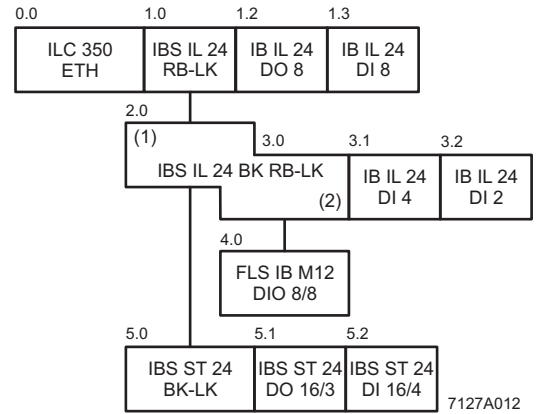 0.0
1.0
1.2
1.3
ILC 350
ETH
IBS IL 24
RB-LK
IB IL 24
DO 8
IB IL 24
DI 8
2.0
(1)
3.0
3.1
3.2
IBS IL 24 BK RB-LK
(2)
IB IL 24
DI 4
IB IL 24
DI 2
4.0
FLS IB M12
DIO 8/8
5.0
5.1
5.2
IBS ST 24
BK-LK
IBS ST 24
DO 16/3
IBS ST 24
DI 16/4
7127A012